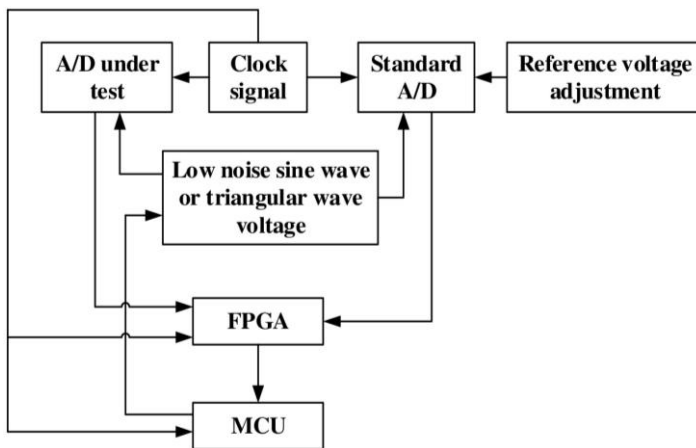 A/D under
test
Clock
signal
Standard
A/D
Reference voltage
adjustment
Low noise sine wave
or triangular wave
voltage
FPGA
MCU